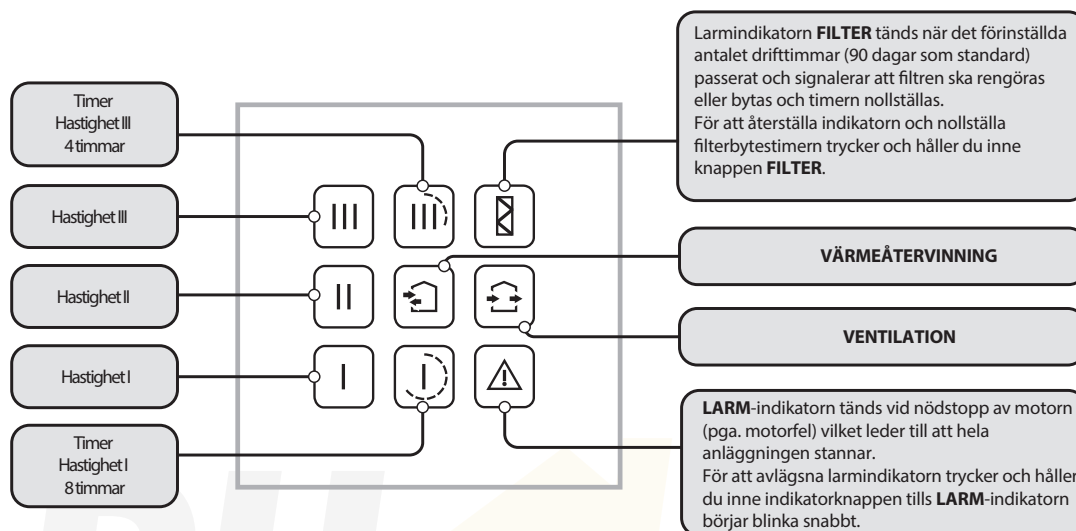 Timer
Hastighet III
4 timmar
Hastighet III
Hastighet II
Hastighet I
Timer
Hastighet I
8 timmar
III
III
II
I
I
Larmindikatorn FILTER tänds när det förinställda
antalet drifttimmar (90 dagar som standard)
passerat och signalerar att filtren ska rengöras
eller bytas och timern nollställas.
För att återställa indikatorn och nollställa
filterbytestimern trycker och håller du inne
knappen FILTER.
VÄRMEÅTERVINNING
VENTILATION
LARM-indikatorn tänds vid nödstopp av motorn
(pga. motorfel) vilket leder till att hela
anläggningen stannar.
För att avlägsna larmindikatorn trycker och håller
du inne indikatorknappen tills LARM-indikatorn
börjar blinka snabbt.